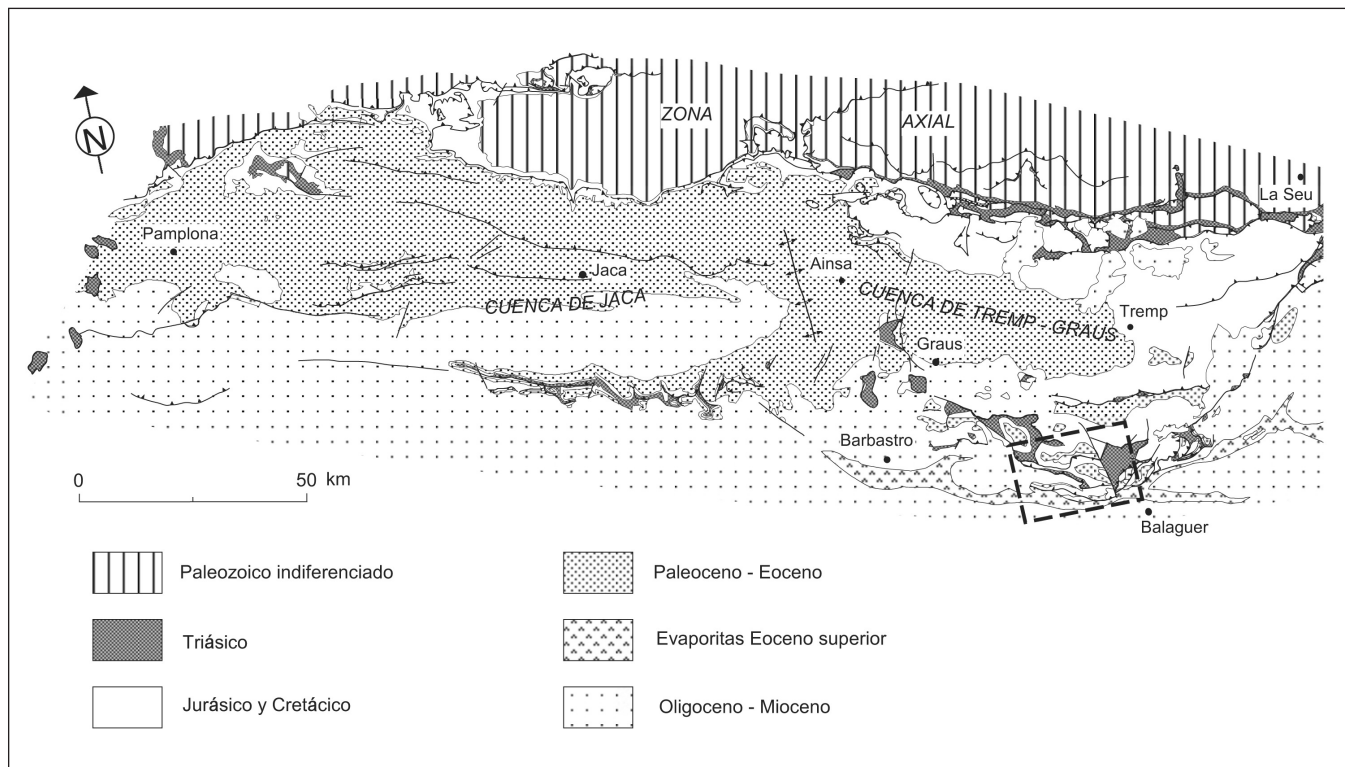 ZONA
AXIAL
N
La Seu
Pamplona
Jaca
Ainsa
CUENCA DE JACA
CUENCA DE TREMP - GRAUS
Tremp
Graus
Barbastro
0 50 km
Balaguer
Paleozoico indiferenciado
Paleoceno - Eoceno
Triásico
Evaporitas Eoceno superior
Jurásico y Cretácico
Oligoceno - Mioceno